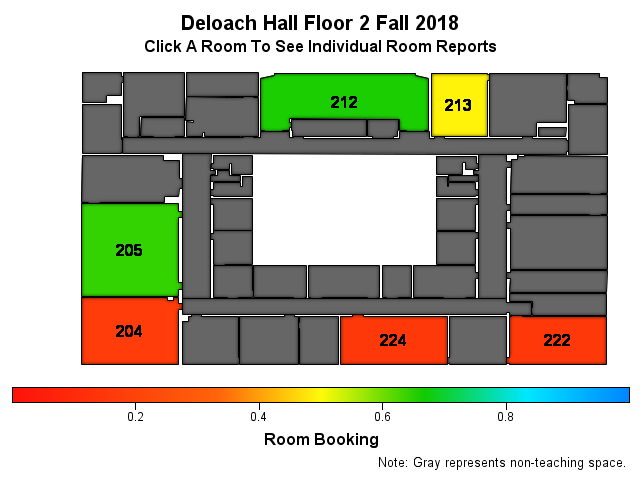 Deloach Hall Floor 2 Fall 2018
Click A Room To See Individual Room Reports
212
213
205
204
224
222
0.2 0.4 0.6 0.8
Room Booking
Note: Gray represents non-teaching space.